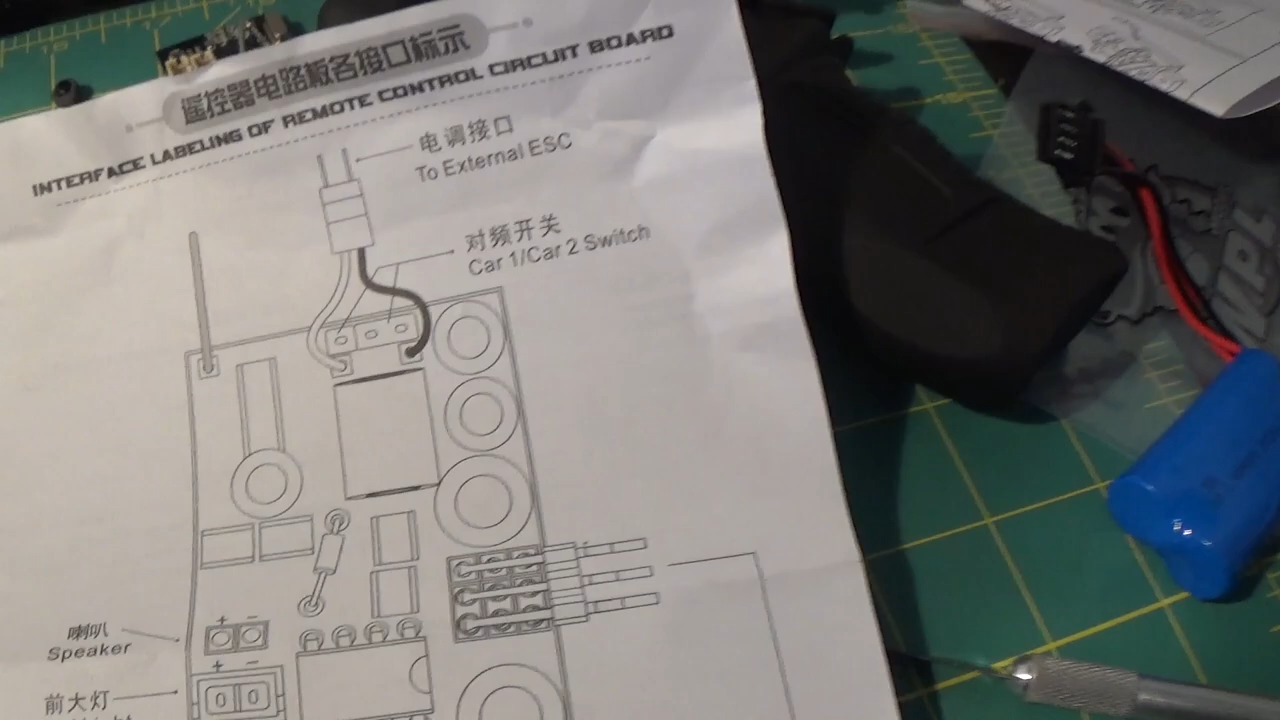 遥控器电路板各接口标示
INTERFACE LABELING OF REMOTE CONTROL CIRCUIT BOARD
电调接口
To External ESC
对频开关
Car 1/Car 2 Switch
+ −
喇叭
Speaker
+ −
前大灯
MPL